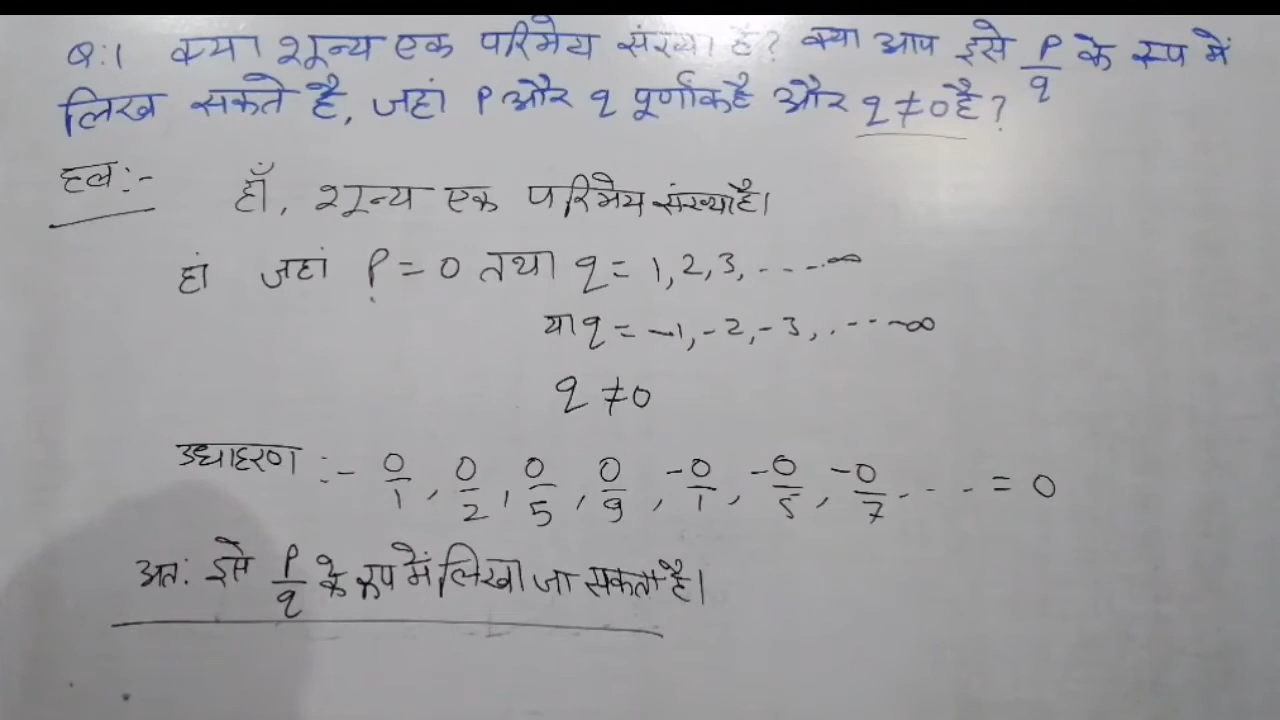 Q:1 क्या शून्य एक परिमेय संख्या है? क्या आप इसे P/q के रूप में
लिख सकते है, जहां P और q पूर्णांक है और q ≠ 0 है?
हल:-
हाँ, शून्य एक परिमेय संख्या है।
हां जहां P = 0 तथा q = 1, 2, 3, ----∞
या q = -1, -2, -3, ----∞
q ≠ 0
उधाहरण :- 0/1, 0/2, 0/5, 0/9, -0/1, -0/5, -0/7 --- = 0
अत: इसे P/q के रूप में लिखा जा सकता है।